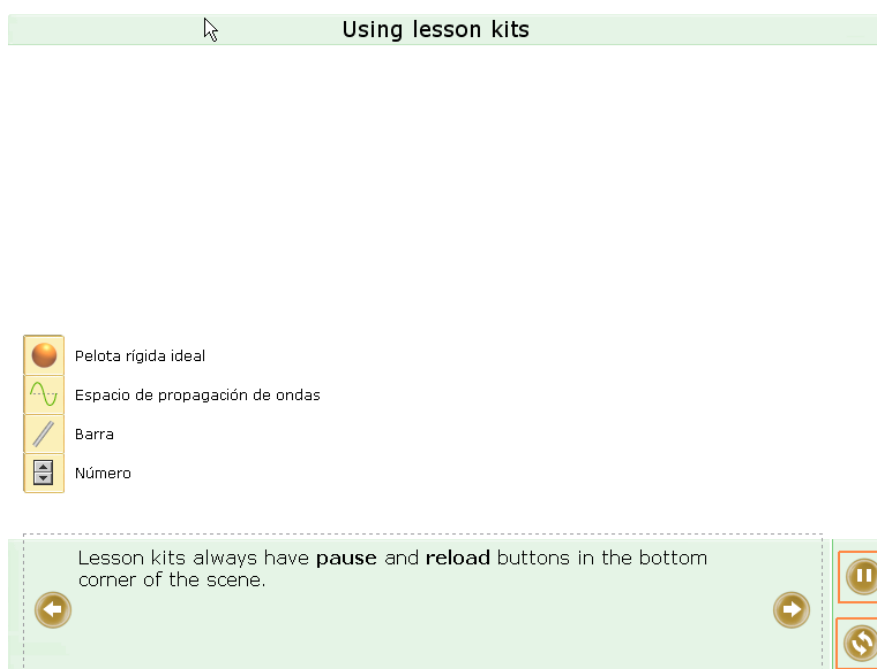 Using lesson kits
Pelota rígida ideal
Espacio de propagación de ondas
Barra
Número
Lesson kits always have pause and reload buttons in the bottom
corner of the scene.